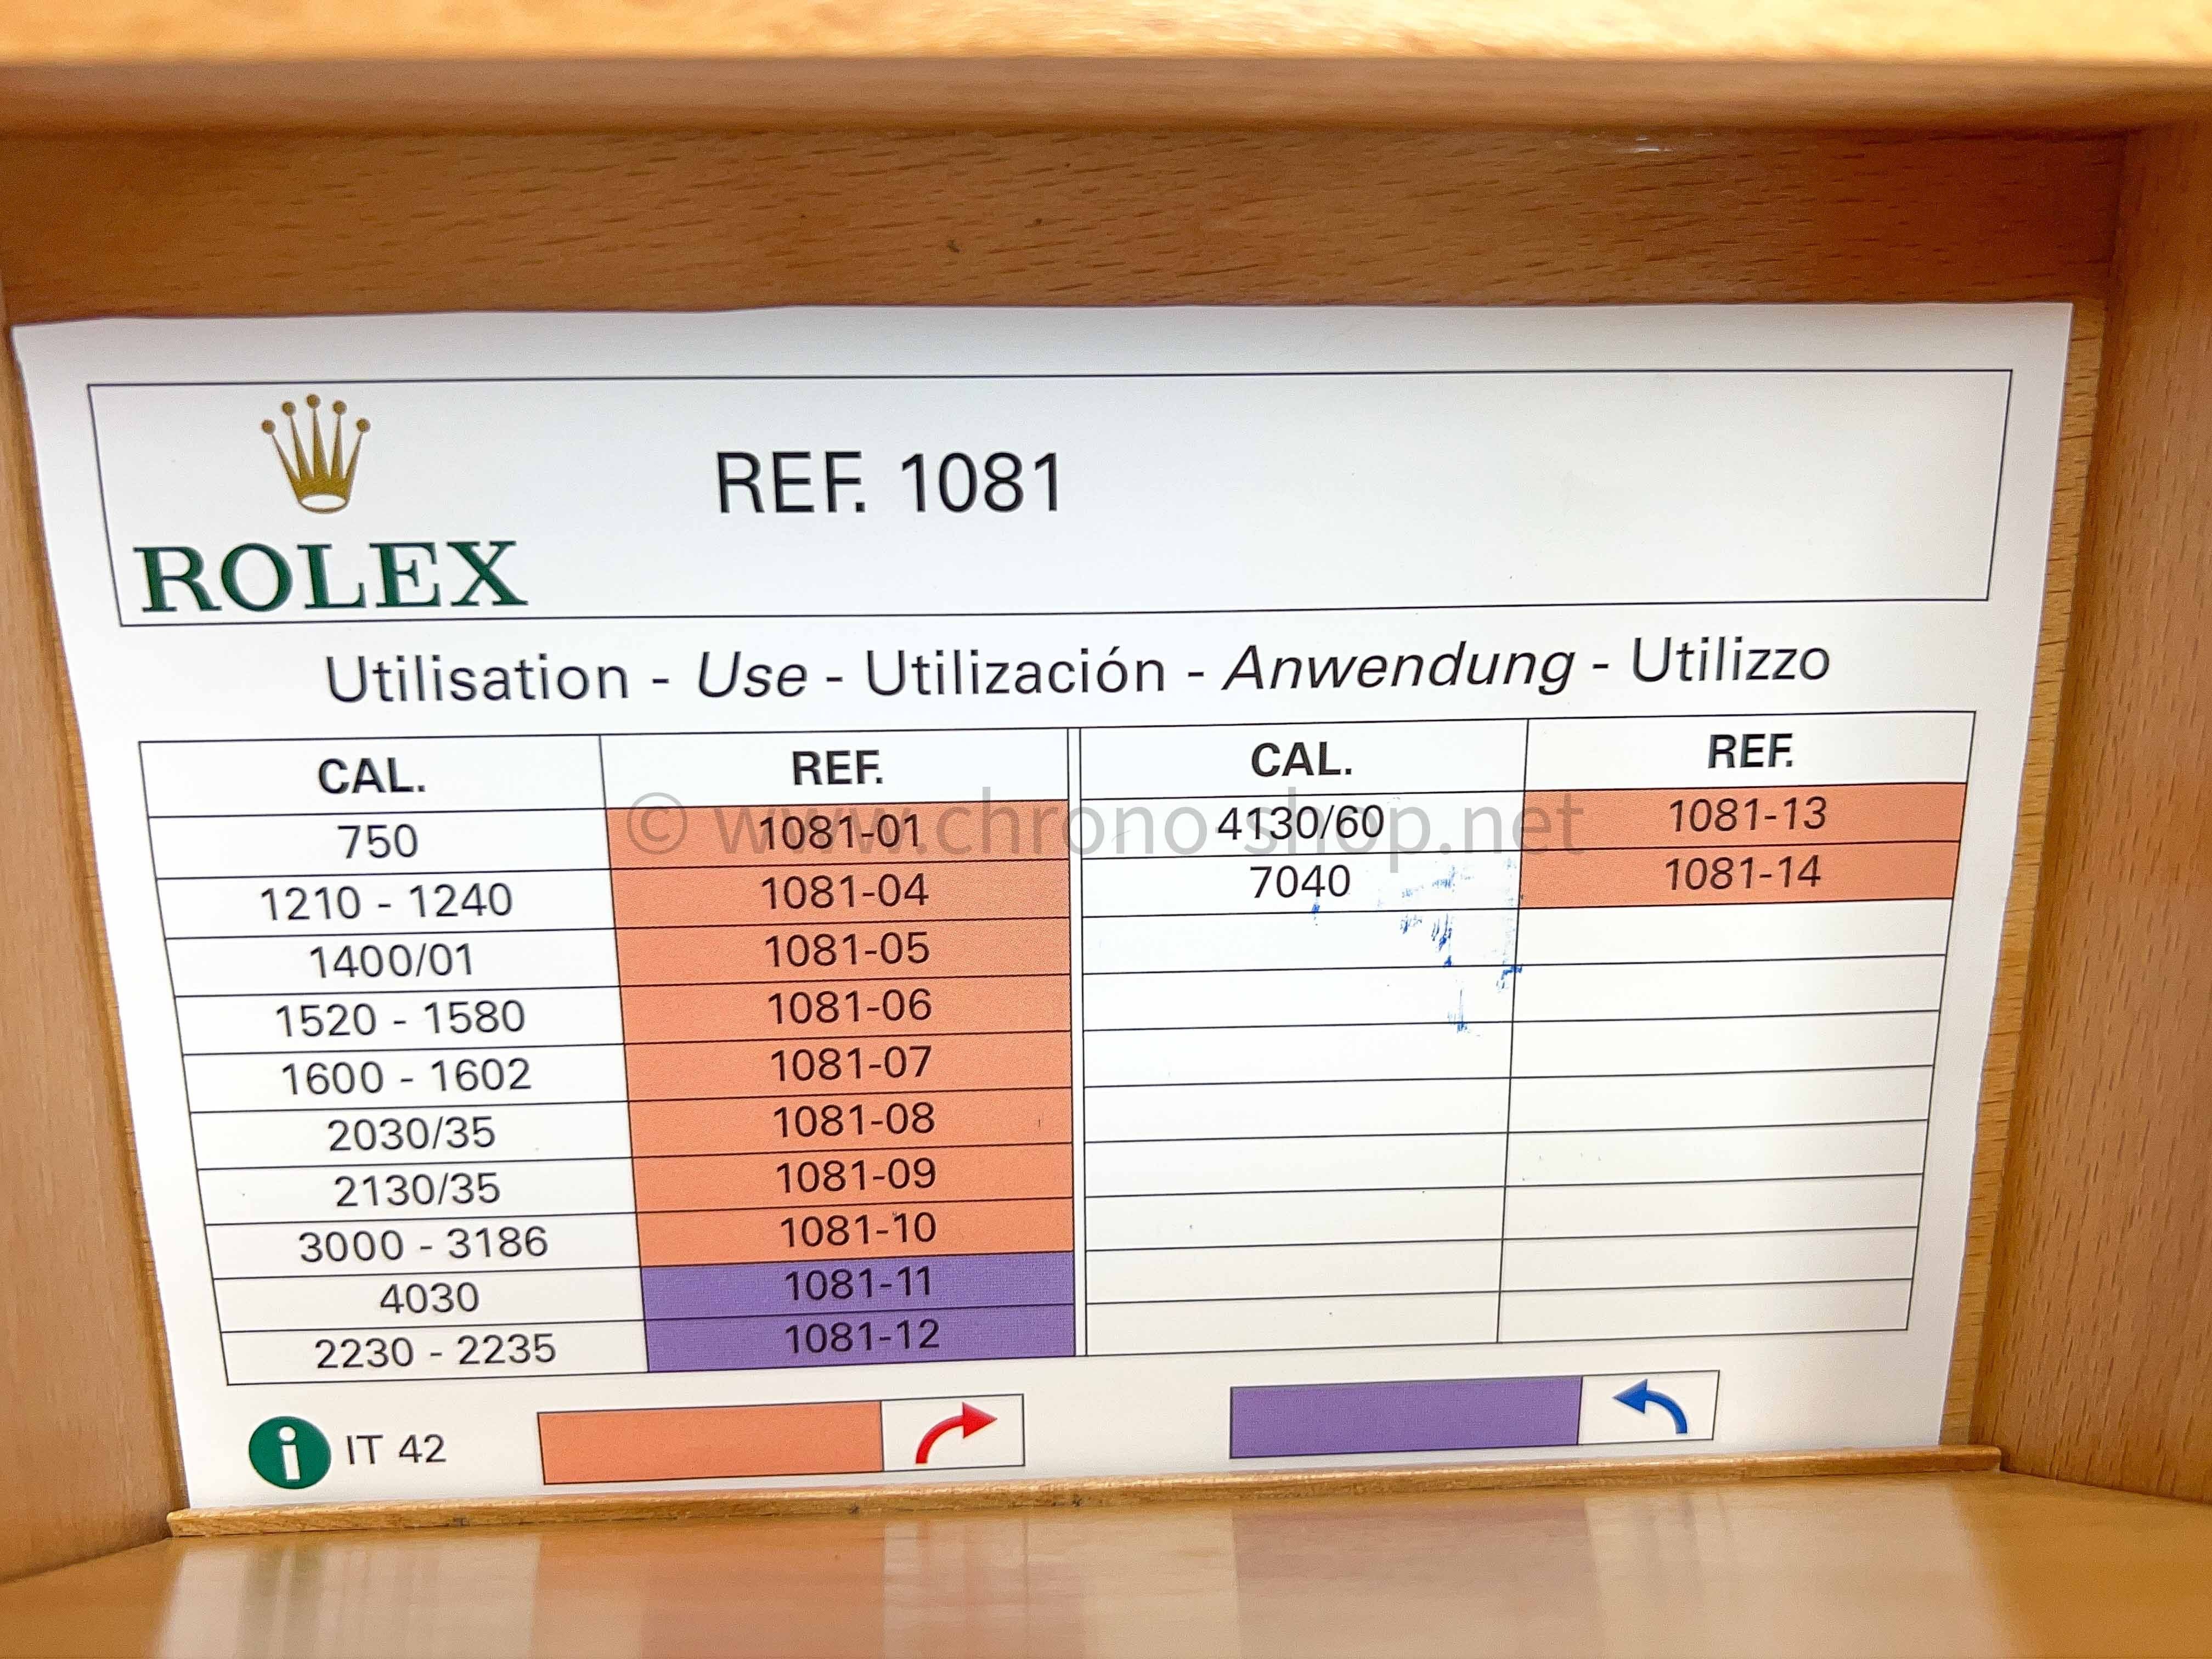 ROLEX
REF. 1081
Utilisation - Use - Utilización - Anwendung - Utilizzo
CAL. REF. CAL. REF.
750 1081-01 4130/60 1081-13
1210 - 1240 1081-04 7040 1081-14
1400/01 1081-05
1520 - 1580 1081-06
1600 - 1602 1081-07
2030/35 1081-08
2130/35 1081-09
3000 - 3186 1081-10
4030 1081-11
2230 - 2235 1081-12
i IT 42
© www.chrono-shop.net